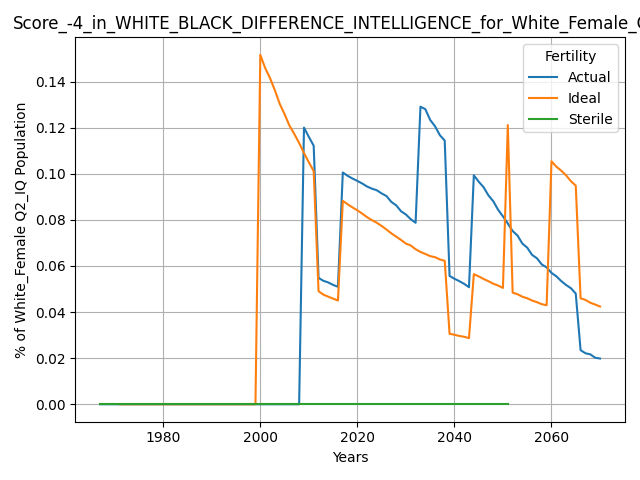 Score_-4_in_WHITE_BLACK_DIFFERENCE_INTELLIGENCE_for_White_Female_
Fertility
Actual
Ideal
Sterile
% of White_Female Q2_IQ Population
0.14
0.12
0.10
0.08
0.06
0.04
0.02
0.00
1980
2000
2020
2040
2060
Years